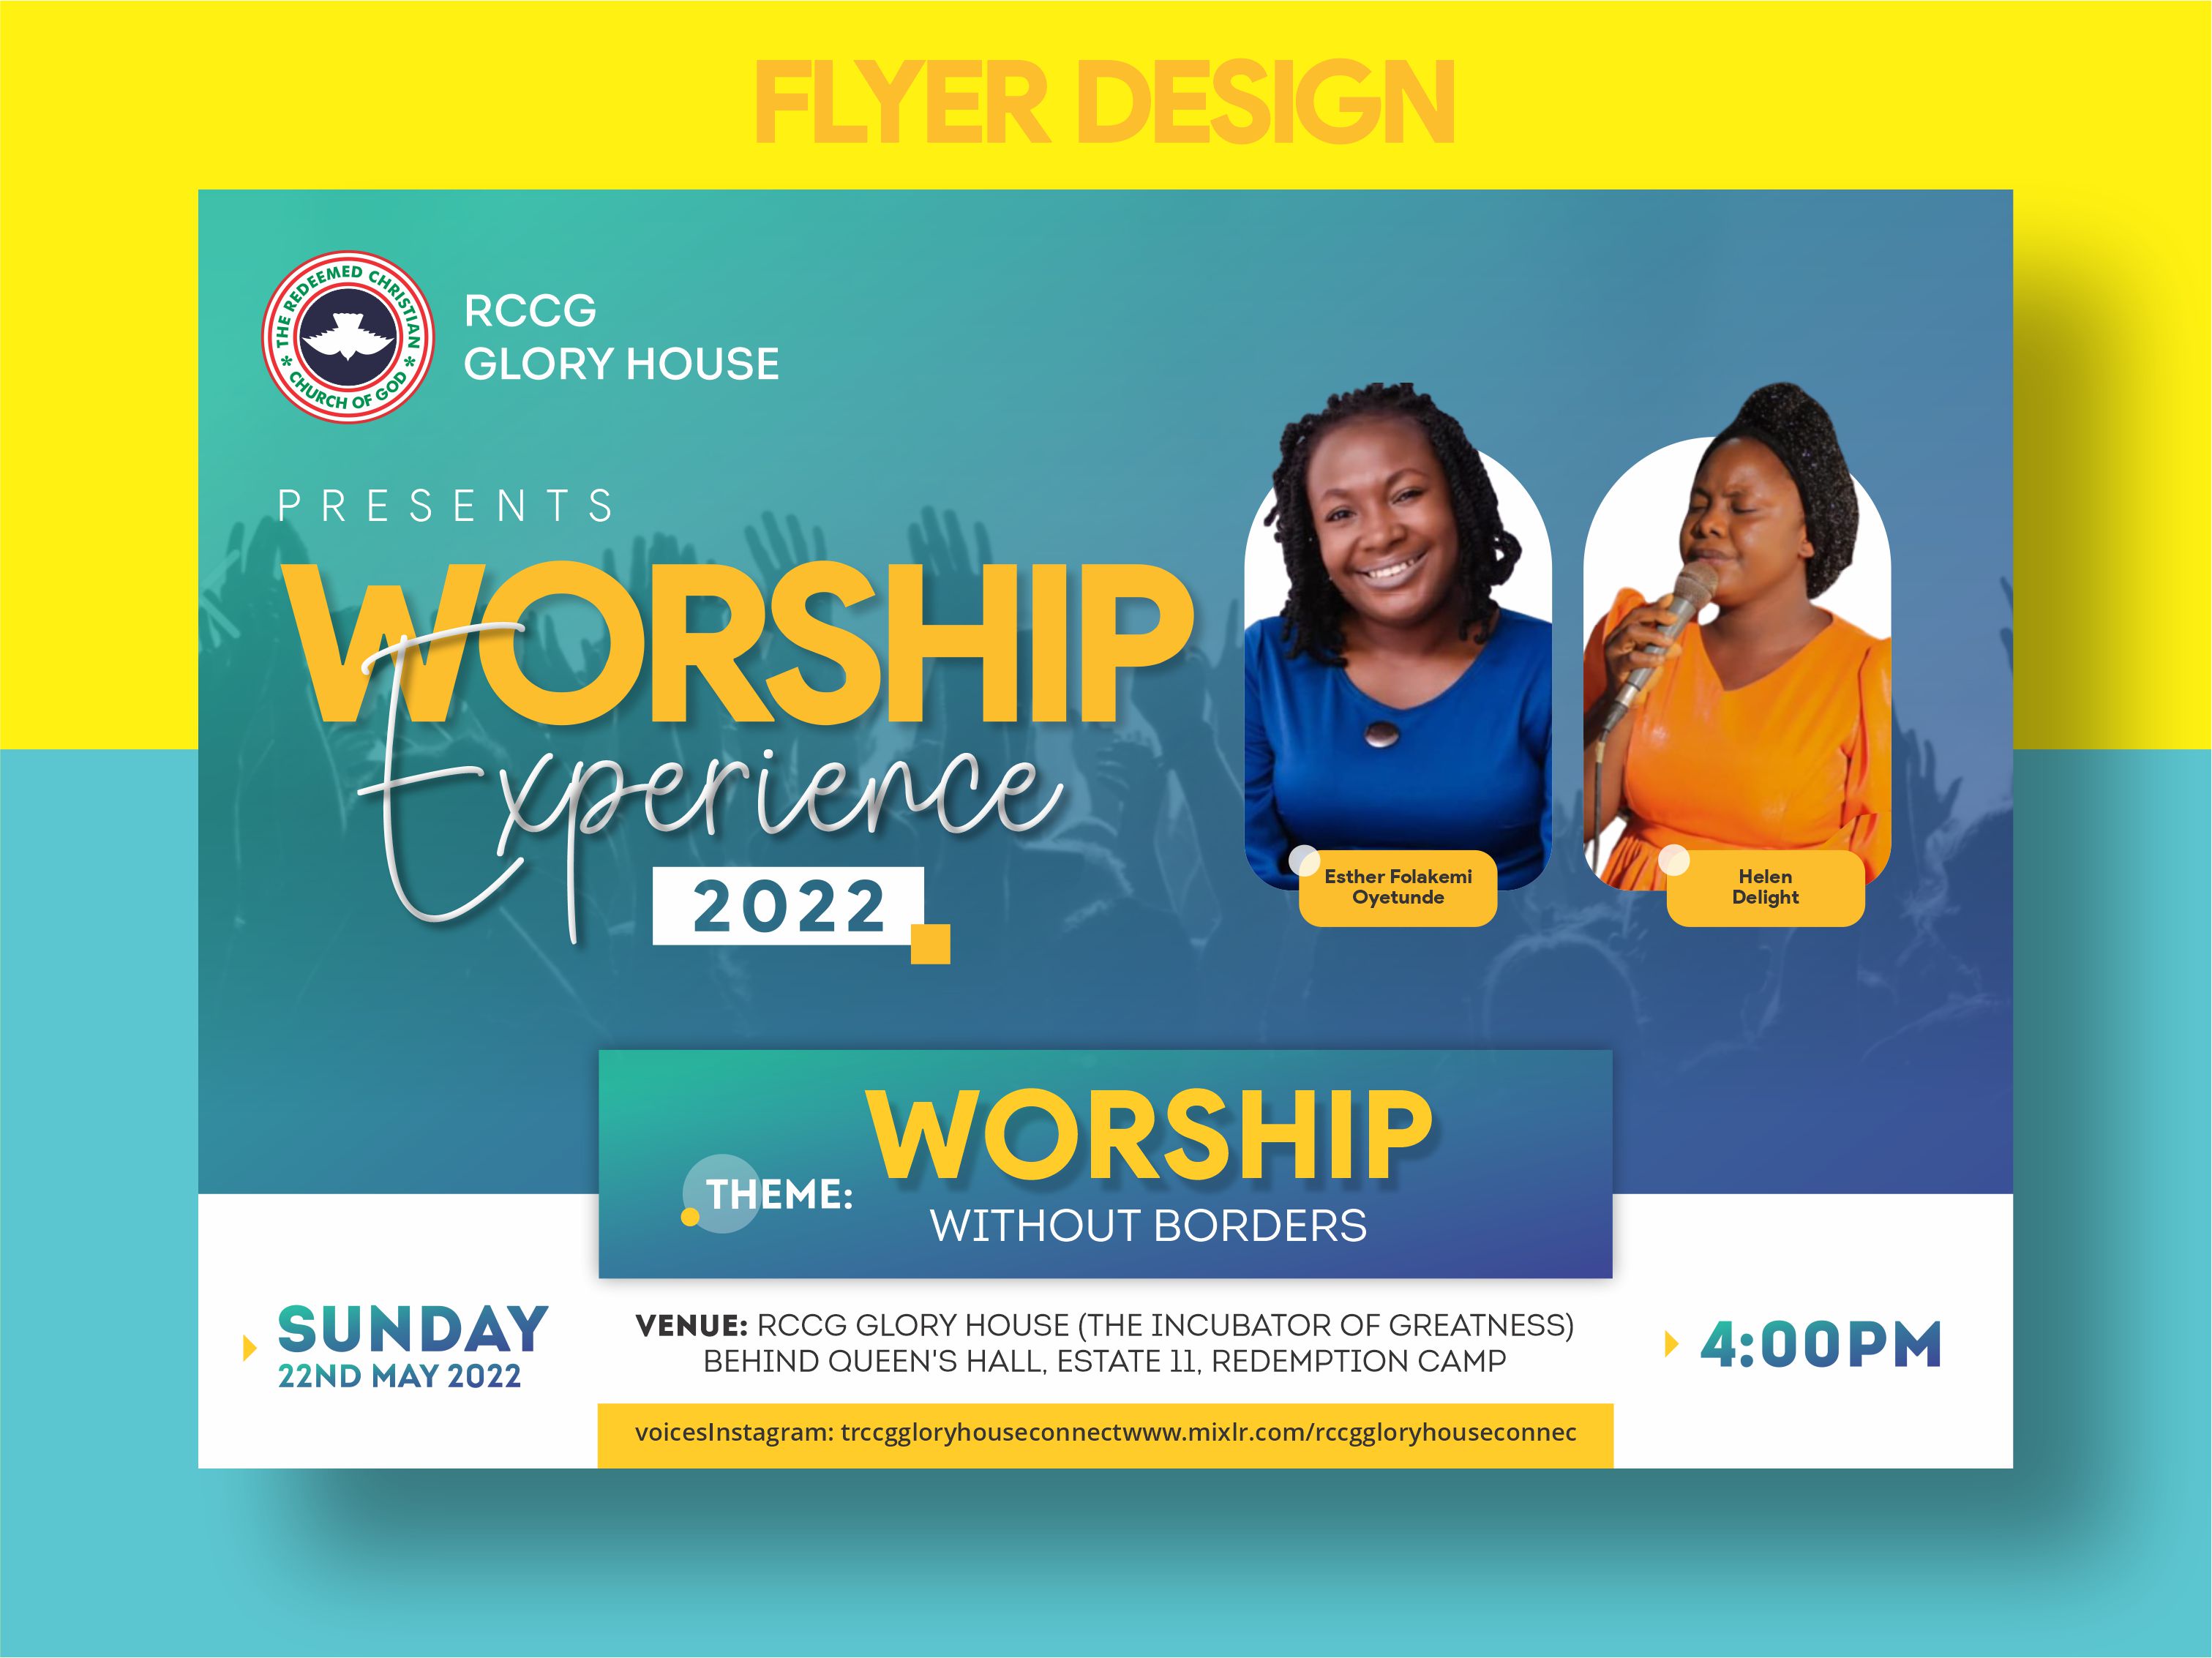 FLYER DESIGN
THE REDEEMED CHRISTIAN
CHURCH OF GOD
RCCG
GLORY HOUSE
PRESENTS
WORSHIP
Experience
2022
Esther Folakemi
Oyetunde
Helen
Delight
THEME:
WORSHIP
WITHOUT BORDERS
SUNDAY
22ND MAY 2022
VENUE: RCCG GLORY HOUSE (THE INCUBATOR OF GREATNESS)
BEHIND QUEEN'S HALL, ESTATE 11, REDEMPTION CAMP
4:00PM
voicesInstagram: trccggloryhouseconnectwww.mixlr.com/rccggloryhouseconnec